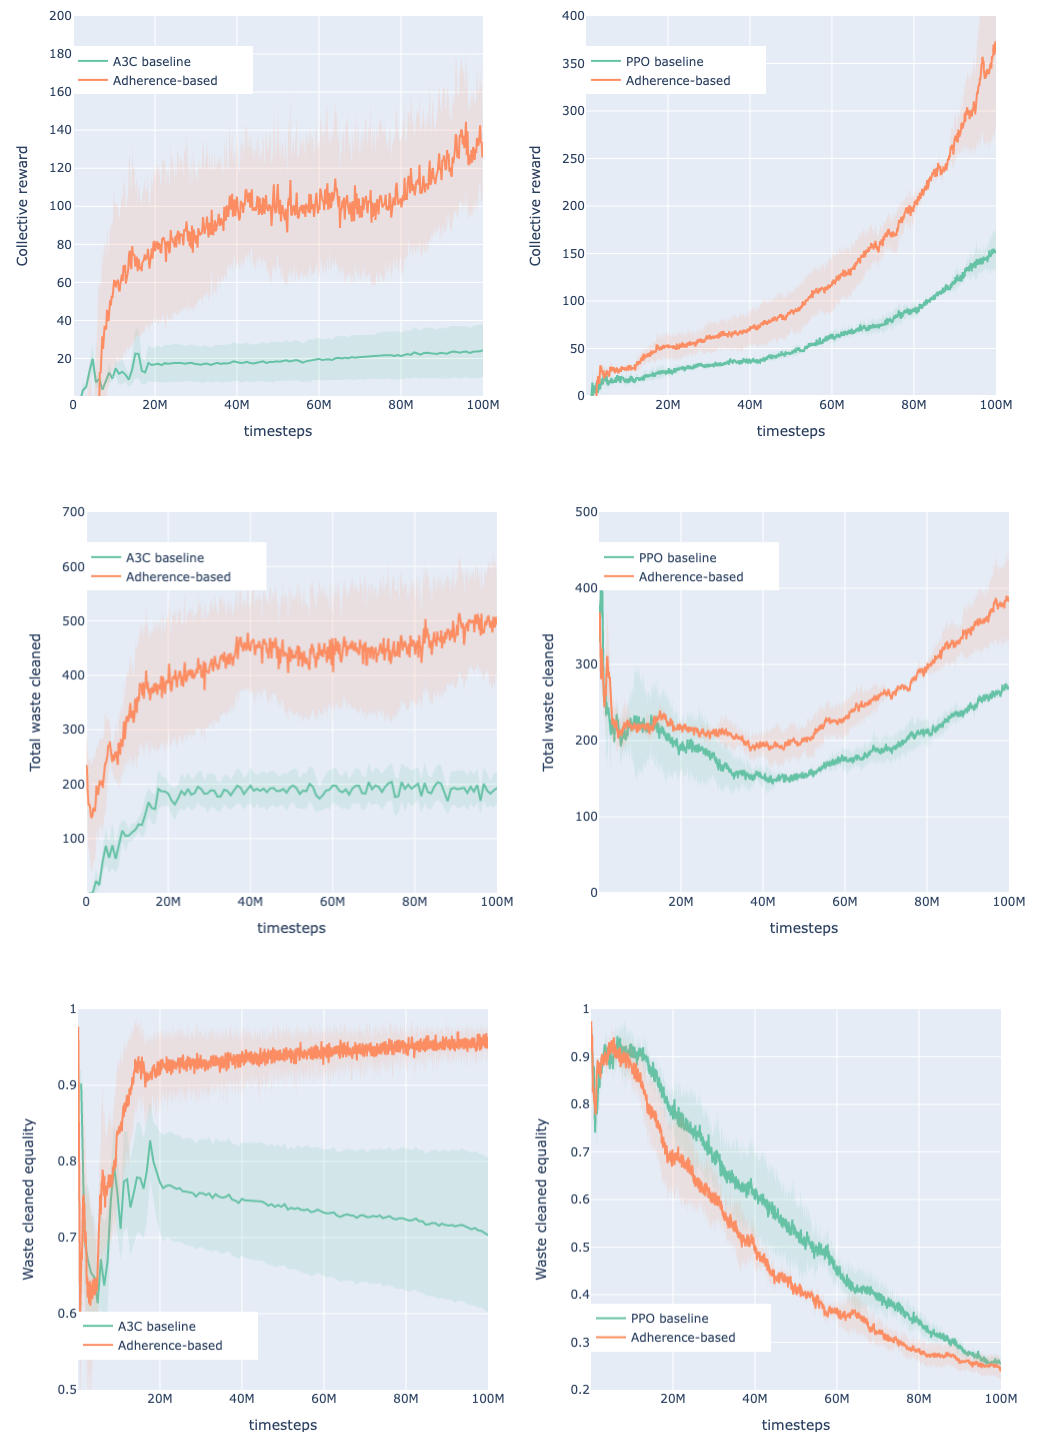 200
180
160
140
120
100
80
60
40
20
0
20M
40M
60M
80M
100M
Collective reward
timesteps
A3C baseline
Adherence-based
400
350
300
250
200
150
100
50
0
20M
40M
60M
80M
100M
Collective reward
timesteps
PPO baseline
Adherence-based
700
600
500
400
300
200
100
0
20M
40M
60M
80M
100M
Total waste cleaned
timesteps
A3C baseline
Adherence-based
500
400
300
200
100
0
20M
40M
60M
80M
100M
Total waste cleaned
timesteps
PPO baseline
Adherence-based
1
0.9
0.8
0.7
0.6
0.5
20M
40M
60M
80M
100M
Waste cleaned equality
timesteps
A3C baseline
Adherence-based
1
0.9
0.8
0.7
0.6
0.5
0.4
0.3
0.2
20M
40M
60M
80M
100M
Waste cleaned equality
timesteps
PPO baseline
Adherence-based